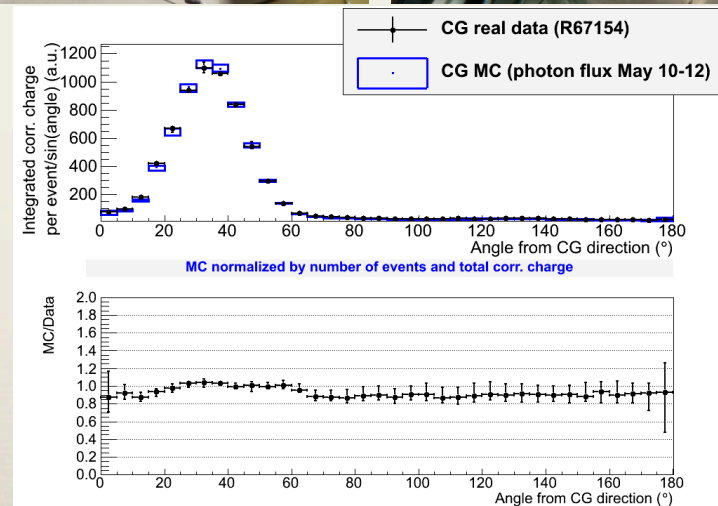 CG real data (R67154)
CG MC (photon flux May 10-12)
Integrated corr. charge
per event/sin(angle) (a.u.)
1200
1000
800
600
400
200
0 20 40 60 80 100 120 140 160 180
Angle from CG direction (°)
MC normalized by number of events and total corr. charge
MC/Data
2.0
1.8
1.6
1.4
1.2
1.0
0.8
0.6
0.4
0.2
0.0
0 20 40 60 80 100 120 140 160 180
Angle from CG direction (°)